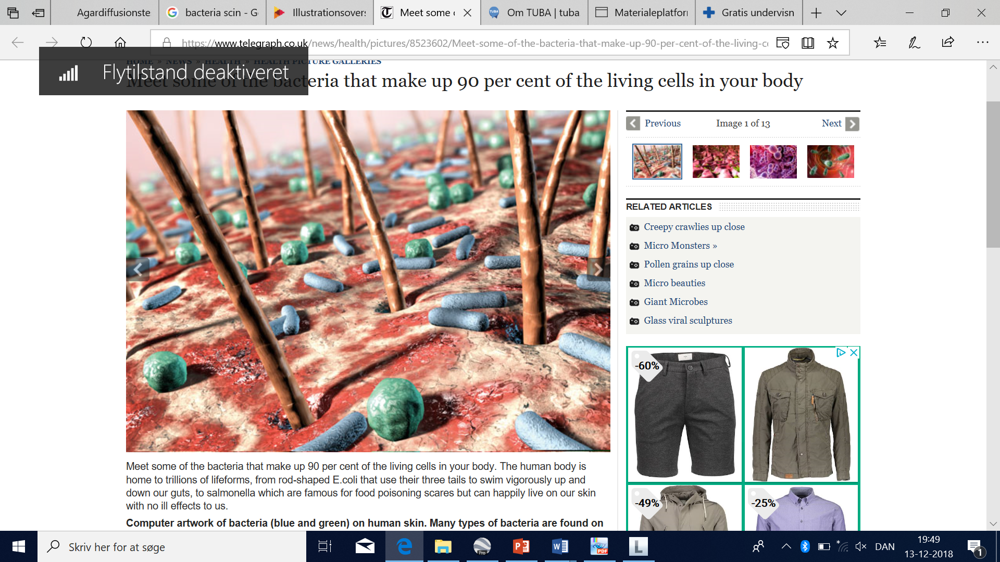 Agardiffusionste
bacteria scin - G
Illustrationsovers
Meet some
Om TUBA | tuba
Materialeplatfor
Gratis undervisn
https://www.telegraph.co.uk/news/health/pictures/8523602/Meet-some-of-the-bacteria-that-make-up-90-per-cent-of-the-living-ce
Flytilstand deaktiveret
HOME » NEWS » HEALTH » HEALTH PICTURE GALLERIES
Meet some of the bacteria that make up 90 per cent of the living cells in your body
Previous
Image 1 of 13
Next
RELATED ARTICLES
Creepy crawlies up close
Micro Monsters »
Pollen grains up close
Micro beauties
Giant Microbes
Glass viral sculptures
-60%
-49%
-25%
Meet some of the bacteria that make up 90 per cent of the living cells in your body. The human body is
home to trillions of lifeforms, from rod-shaped E.coli that use their three tails to swim vigorously up and
down our guts, to salmonella which are famous for food poisoning scares but can happily live on our skin
with no ill effects to us.
Computer artwork of bacteria (blue and green) on human skin. Many types of bacteria are found on
Skriv her for at søge
Pro
PDF
DAN
19:49
13-12-2018
1